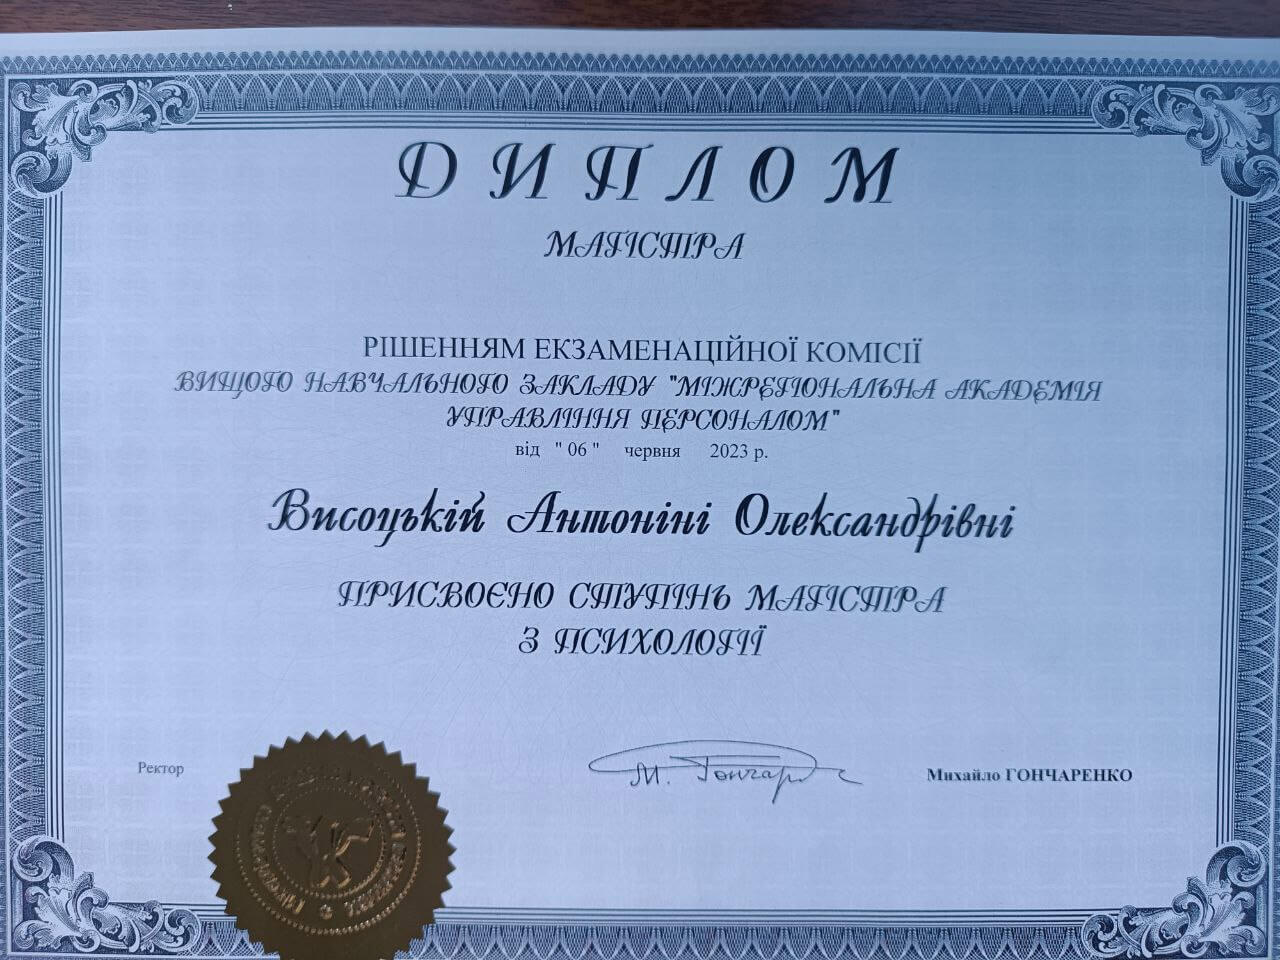 ДИПЛОМ
МАГІСТРА
РІШЕННЯМ ЕКЗАМЕНАЦІЙНОЇ КОМІСІЇ
ВИЩОГО НАВЧАЛЬНОГО ЗАКЛАДУ "МІЖРЕГІОНАЛЬНА АКАДЕМІЯ
УПРАВЛІННЯ ПЕРСОНАЛОМ"
від " 06 " червня 2023 р.
Висоцькій Антоніні Олександрівні
ПРИСВОЄНО СТУПІНЬ МАГІСТРА
З ПСИХОЛОГІЇ
Ректор
М. Гончар
Михайло ГОНЧАРЕНКО